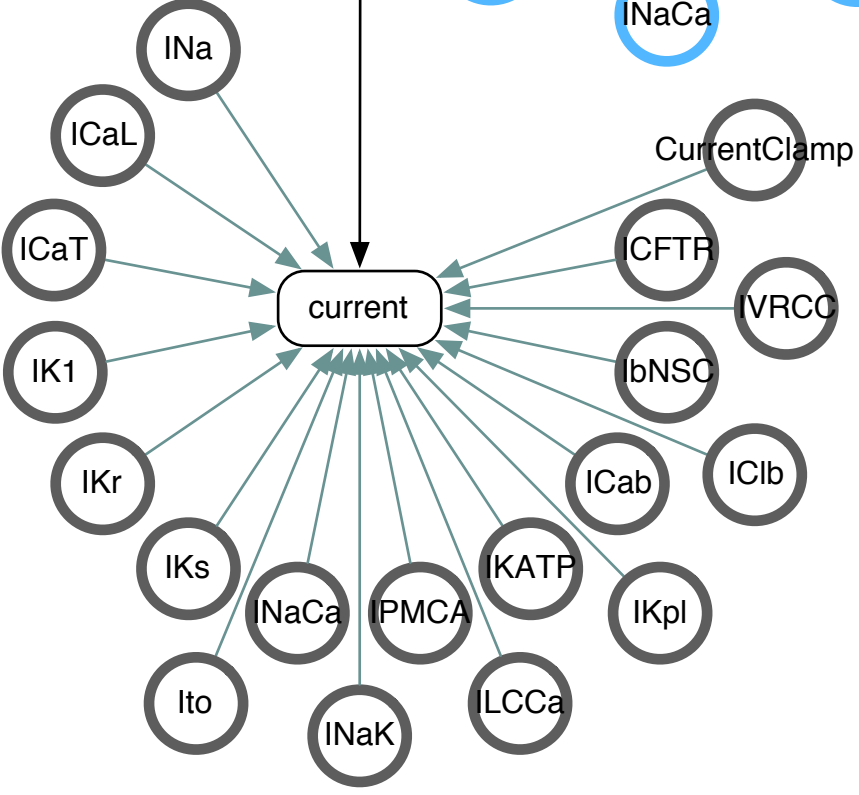 INaCa
INa
ICaL
CurrentClamp
ICaT
ICFTR
current
IVRCC
IK1
IbNSC
IKr
ICab
IClb
IKs
IKATP
INaCa
IPMCA
IKpl
Ito
ILCCa
INaK